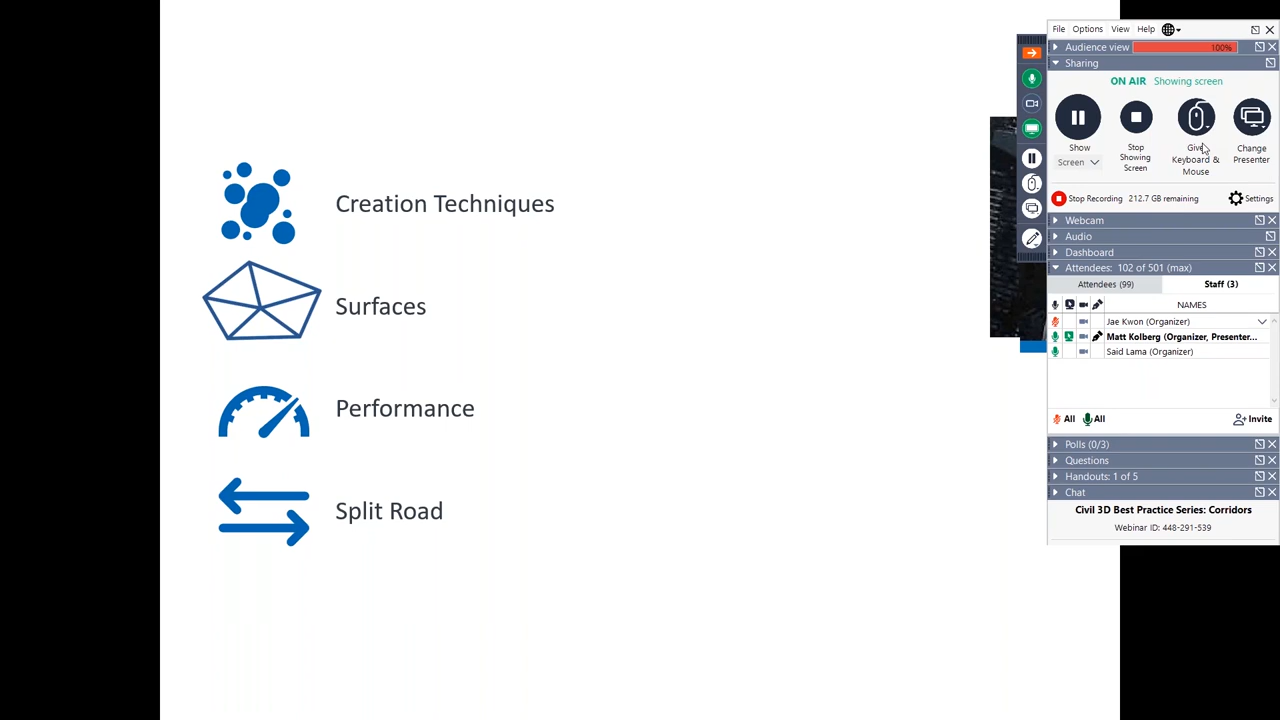 Creation Techniques
Surfaces
Performance
Split Road
File Options View Help
Audience view 100%
Sharing
ON AIR Showing screen
Show
Screen
Stop
Showing
Screen
Give
Keyboard &
Mouse
Change
Presenter
Stop Recording 212.7 GB remaining Settings
Webcam
Audio
Dashboard
Attendees: 102 of 501 (max)
Attendees (99) Staff (3)
NAMES
Jae Kwon (Organizer)
Matt Kolberg (Organizer, Presenter...
Said Lama (Organizer)
All All Invite
Polls (0/3)
Questions
Handouts: 1 of 5
Chat
Civil 3D Best Practice Series: Corridors
Webinar ID: 448-291-539